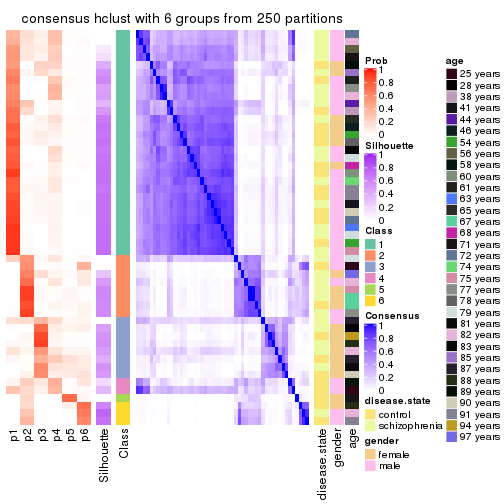 consensus hclust with 6 groups from 250 partitions
Prob
1
0.8
0.6
0.4
0.2
0
Silhouette
1
0.8
0.6
0.4
0.2
0
Class
1
2
3
4
5
6
Consensus
1
0.8
0.6
0.4
0.2
0
disease.state
control
schizophrenia
gender
female
male
age
25 years
28 years
38 years
41 years
44 years
46 years
54 years
56 years
58 years
60 years
61 years
63 years
65 years
67 years
68 years
71 years
72 years
74 years
75 years
77 years
78 years
79 years
81 years
82 years
83 years
85 years
87 years
88 years
89 years
90 years
91 years
94 years
97 years
p1
p2
p3
p4
p5
p6
Silhouette
Class
disease.state
gender
age